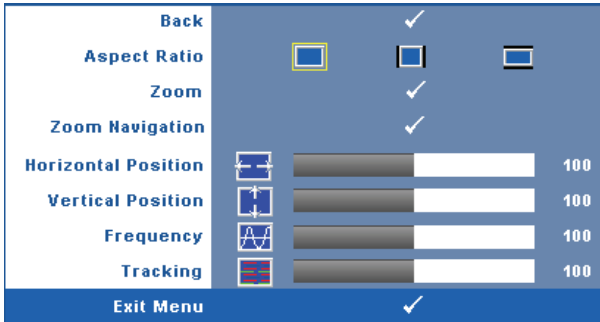 Back
Aspect Ratio
Zoom
Zoom Navigation
Horizontal Position 100
Vertical Position 100
Frequency 100
Tracking 100
Exit Menu